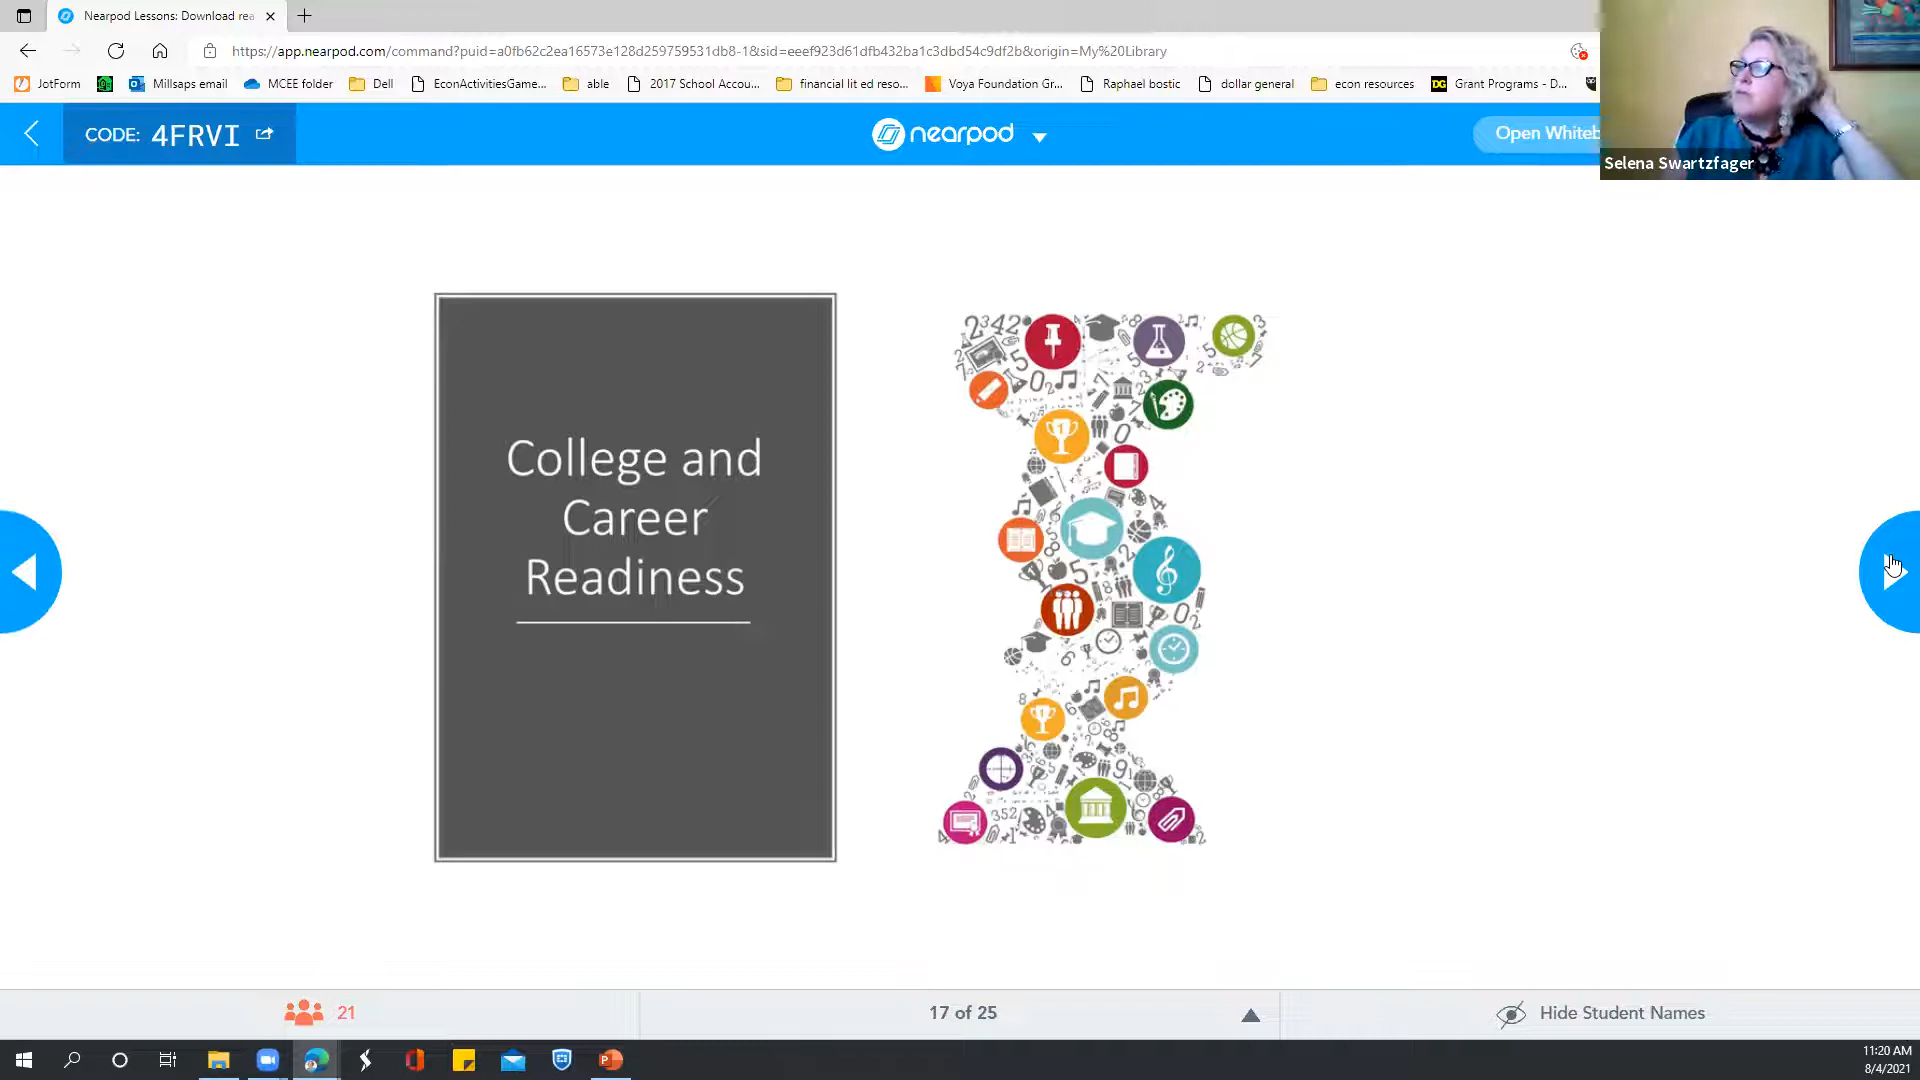 Nearpod Lessons: Download rea
https://app.nearpod.com/command?puid=a0fb62c2ea16573e128d259759531db8-1&sid=eeef923d61dfb432ba1c3dbd54c9df2b&origin=My%20Library
JotForm Millsaps email MCEE folder Dell EconActivitiesGame... able 2017 School Accou... financial lit ed reso... Voya Foundation Gr... Raphael bostic dollar general econ resources DG Grant Programs - D...
CODE: 4FRVI nearpod Open Whiteb
Selena Swartzfager
College and
Career
Readiness
21 17 of 25 Hide Student Names
11:20 AM
8/4/2021